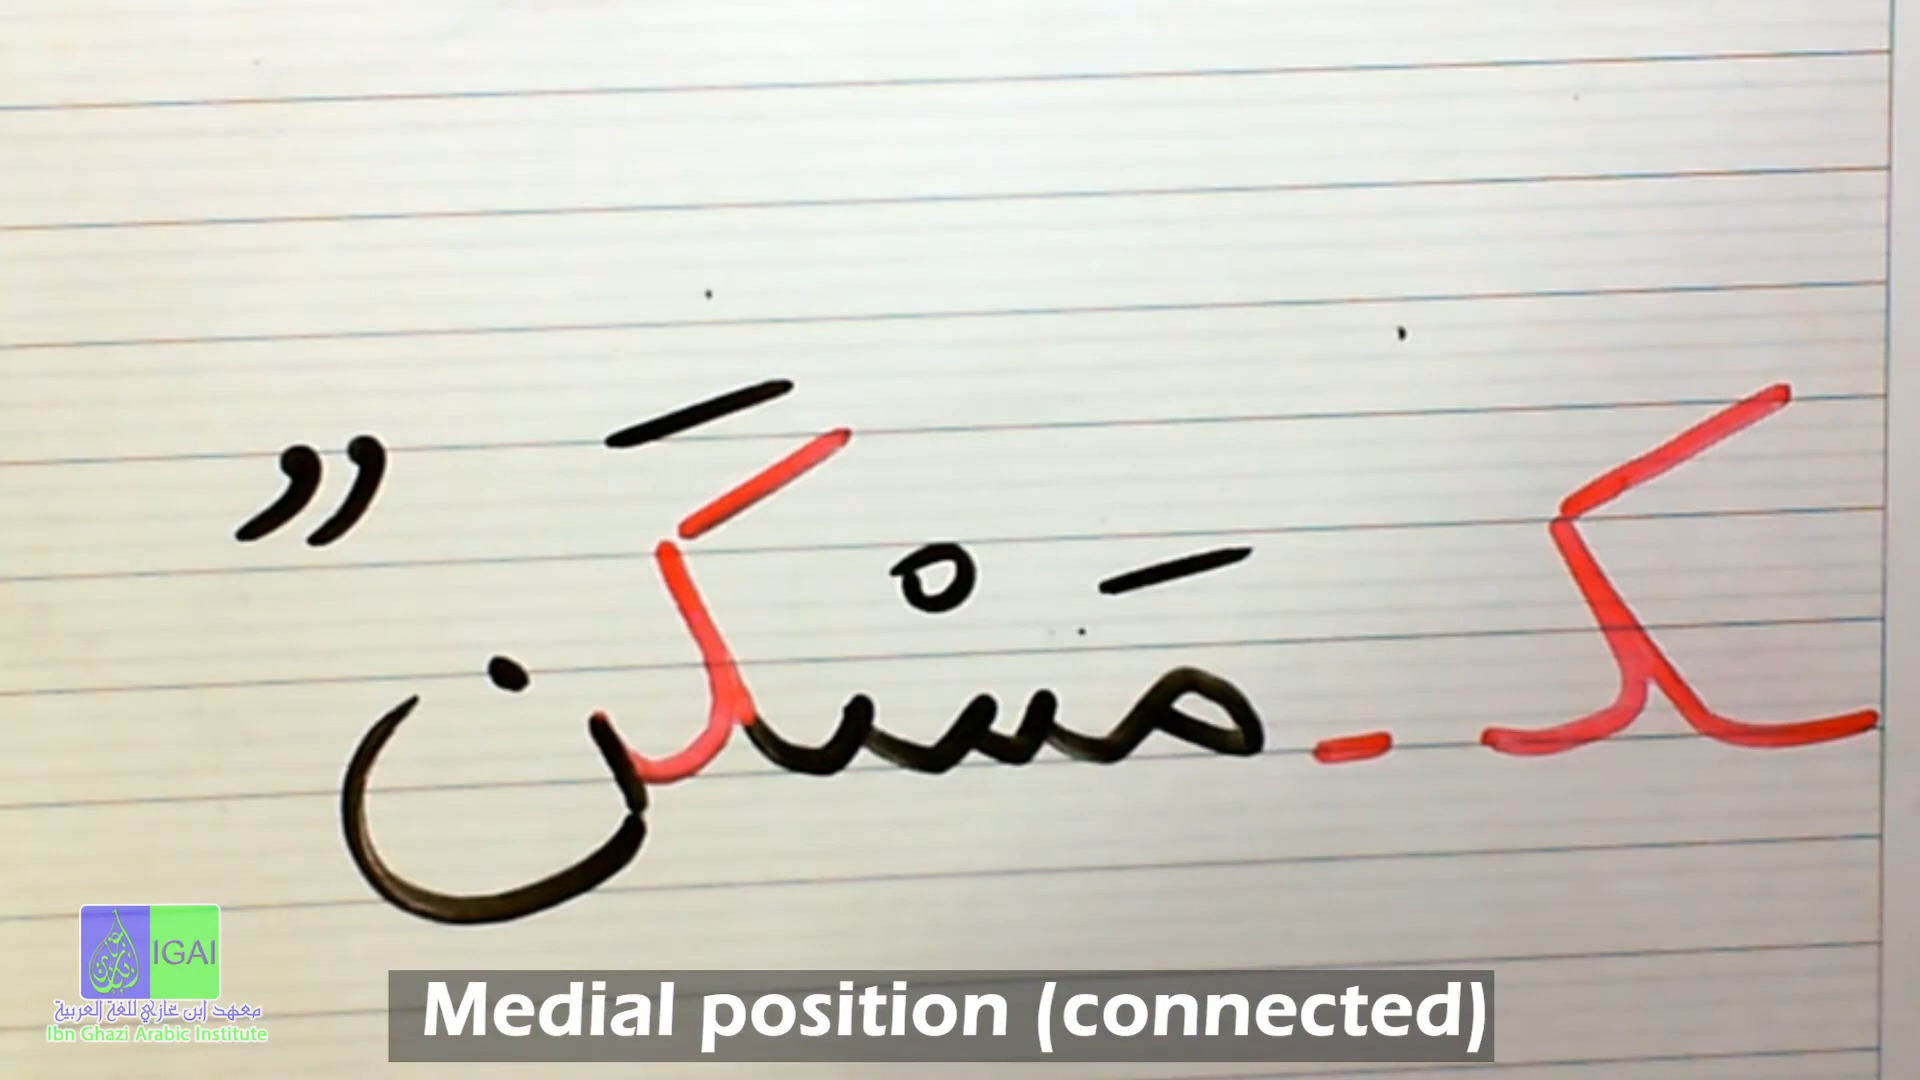 ـكـ - مَسْكَنٌ
IGAI
معهد ابن غازي للغة العربية
Ibn Ghazi Arabic Institute
Medial position (connected)